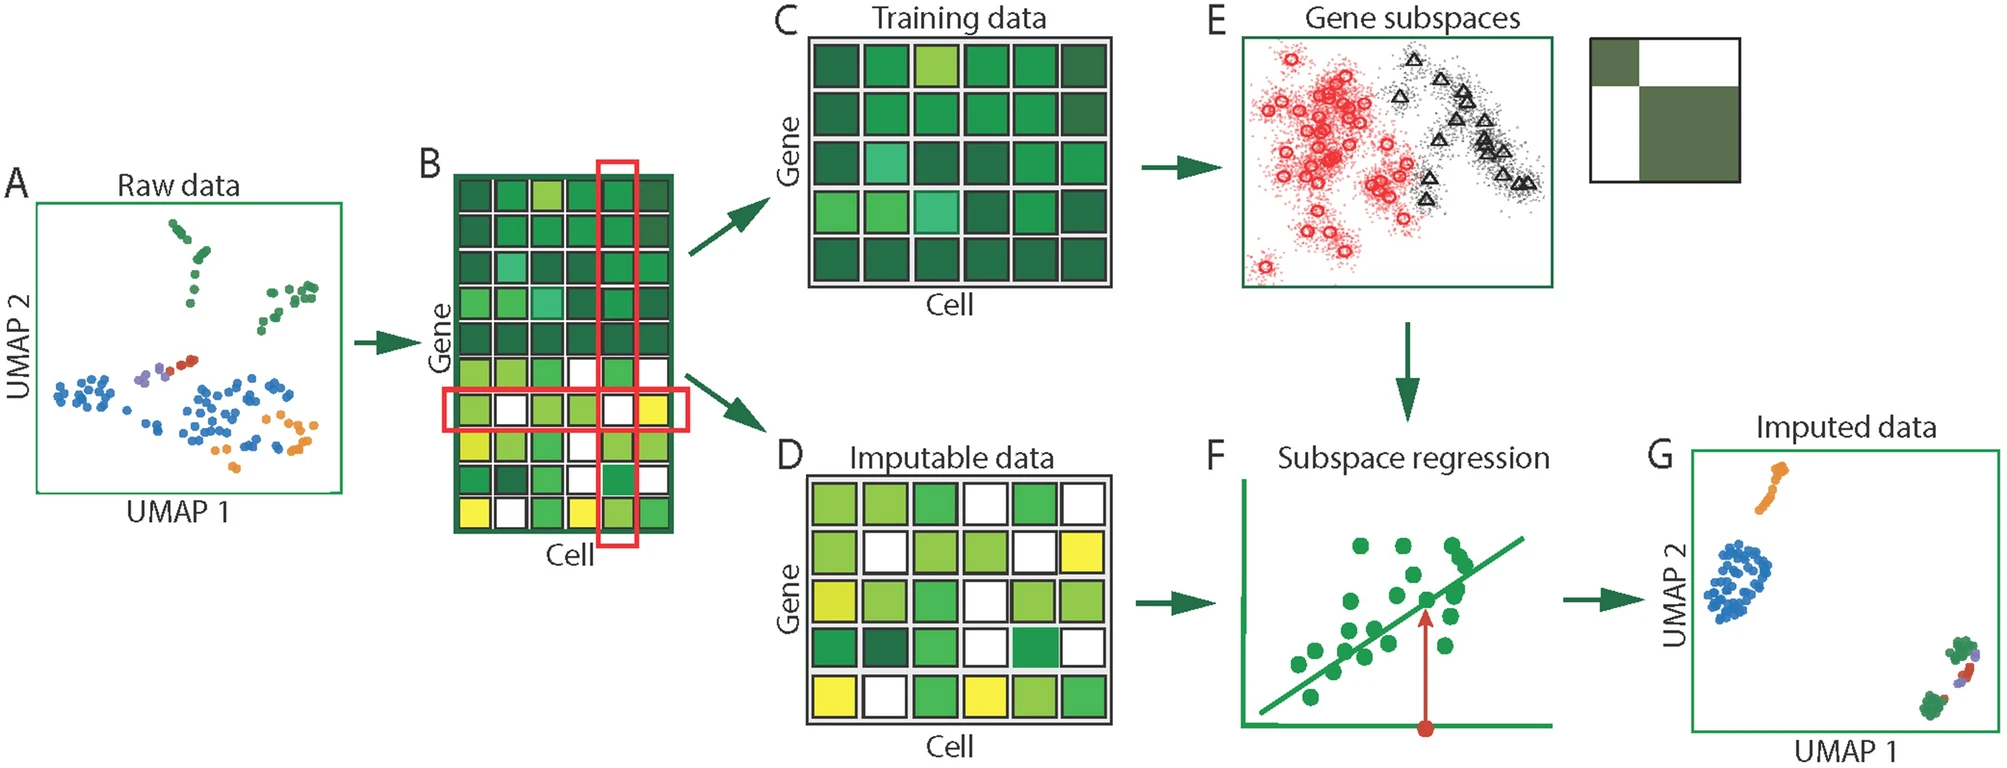 A
Raw data
UMAP 2
UMAP 1
B
Gene
Cell
C
Training data
Gene
Cell
D
Imputable data
Gene
Cell
E
Gene subspaces
F
Subspace regression
G
Imputed data
UMAP 2
UMAP 1